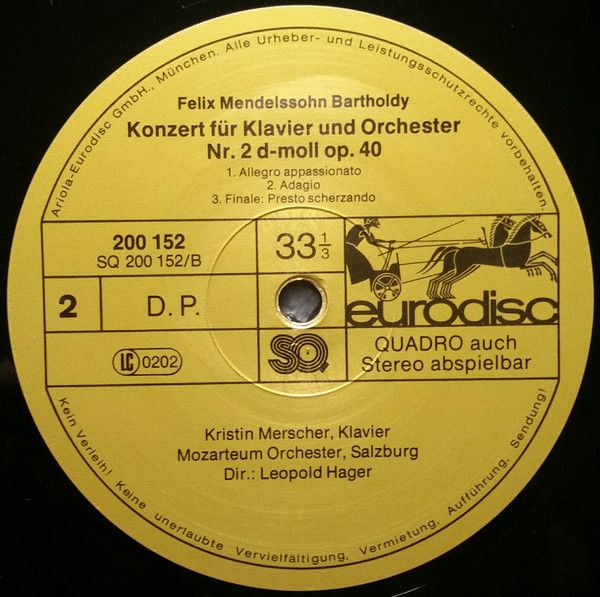 Ariola-Eurodisc GmbH., München. Alle Urheber- und Leistungsschutzrechte vorbehalten.
Felix Mendelssohn Bartholdy
Konzert für Klavier und Orchester
Nr. 2 d-moll op. 40
1. Allegro appassionato
2. Adagio
3. Finale: Presto scherzando
200 152
SQ 200 152/B
33 1/3
2
D. P.
eurodisc
LC 0202
SQ
QUADRO auch
Stereo abspielbar
Kristin Merscher, Klavier
Mozarteum Orchester, Salzburg
Dir.: Leopold Hager
Kein Verleih! Keine unerlaubte Vervielfältigung, Vermietung, Aufführung, Sendung!